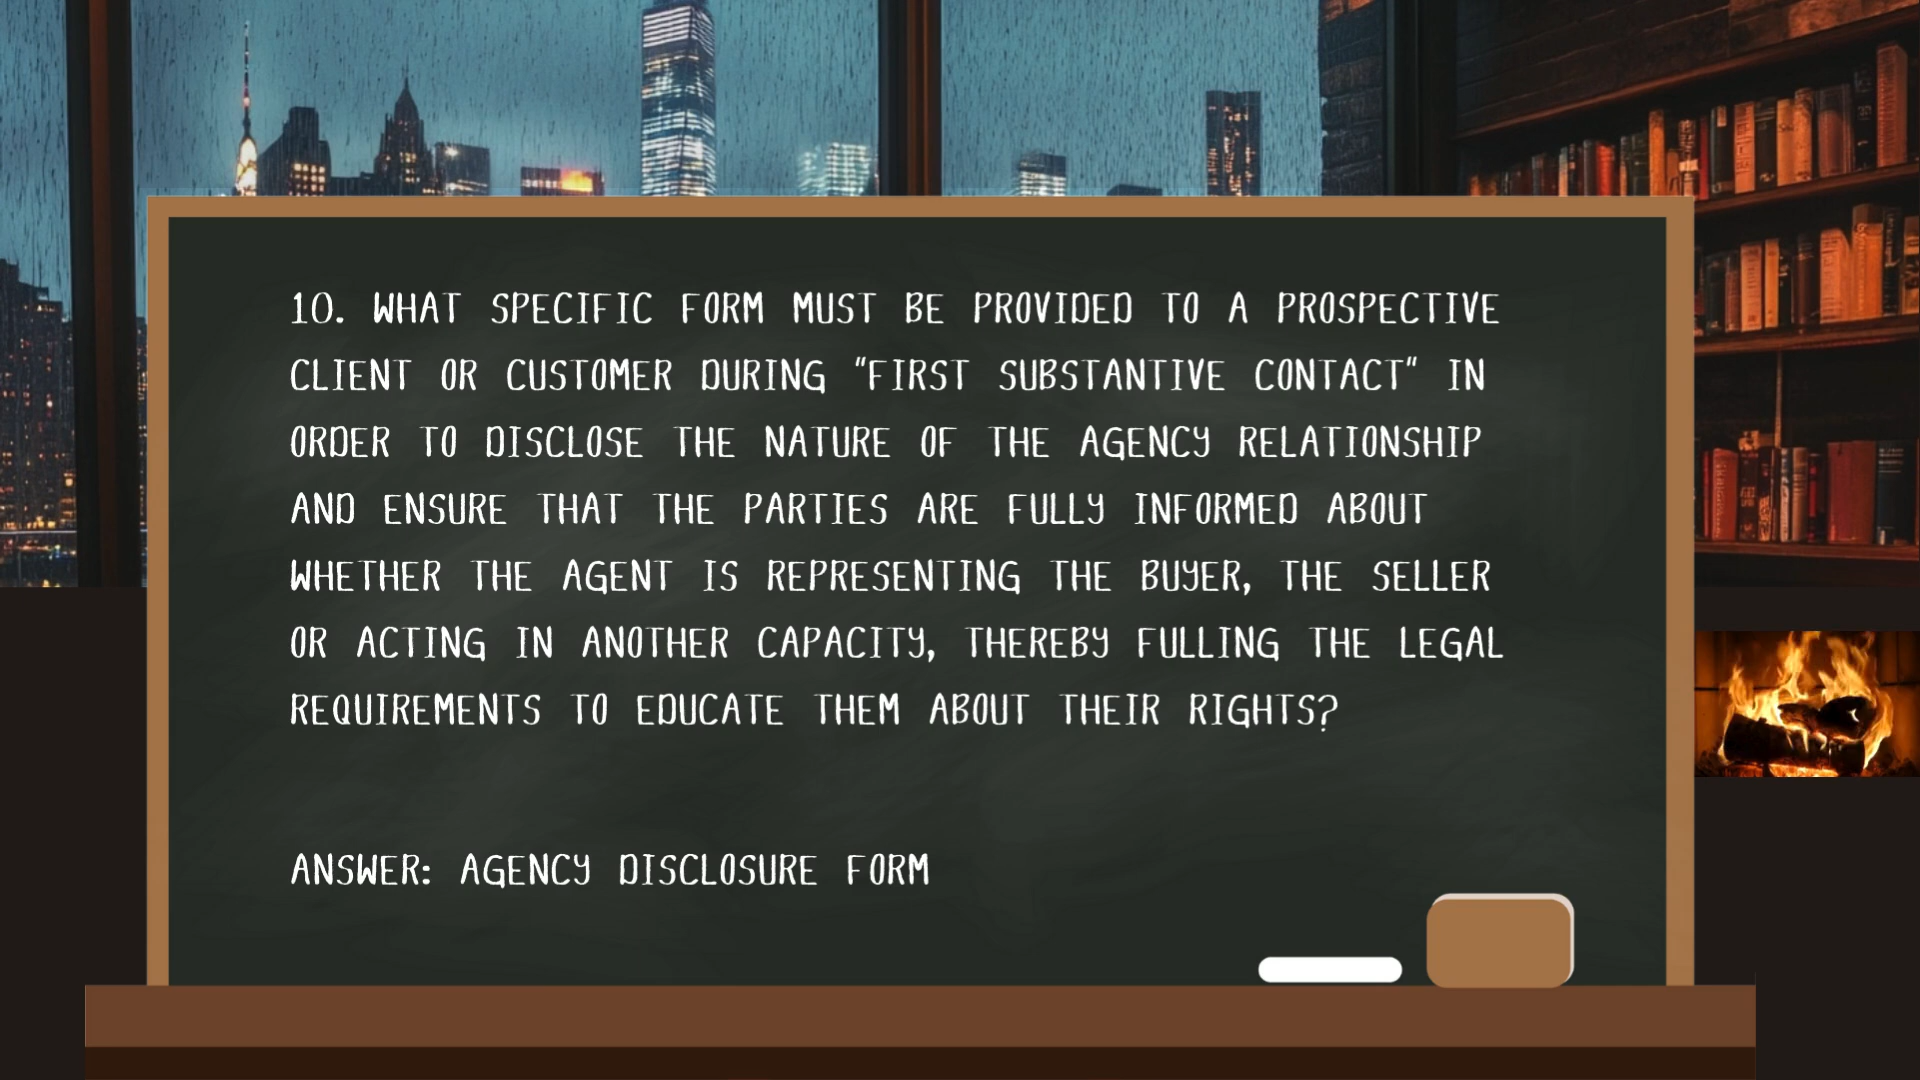 10. WHAT SPECIFIC FORM MUST BE PROVIDED TO A PROSPECTIVE
CLIENT OR CUSTOMER DURING "FIRST SUBSTANTIVE CONTACT" IN
ORDER TO DISCLOSE THE NATURE OF THE AGENCY RELATIONSHIP
AND ENSURE THAT THE PARTIES ARE FULLY INFORMED ABOUT
WHETHER THE AGENT IS REPRESENTING THE BUYER, THE SELLER
OR ACTING IN ANOTHER CAPACITY, THEREBY FULLING THE LEGAL
REQUIREMENTS TO EDUCATE THEM ABOUT THEIR RIGHTS?
ANSWER: AGENCY DISCLOSURE FORM